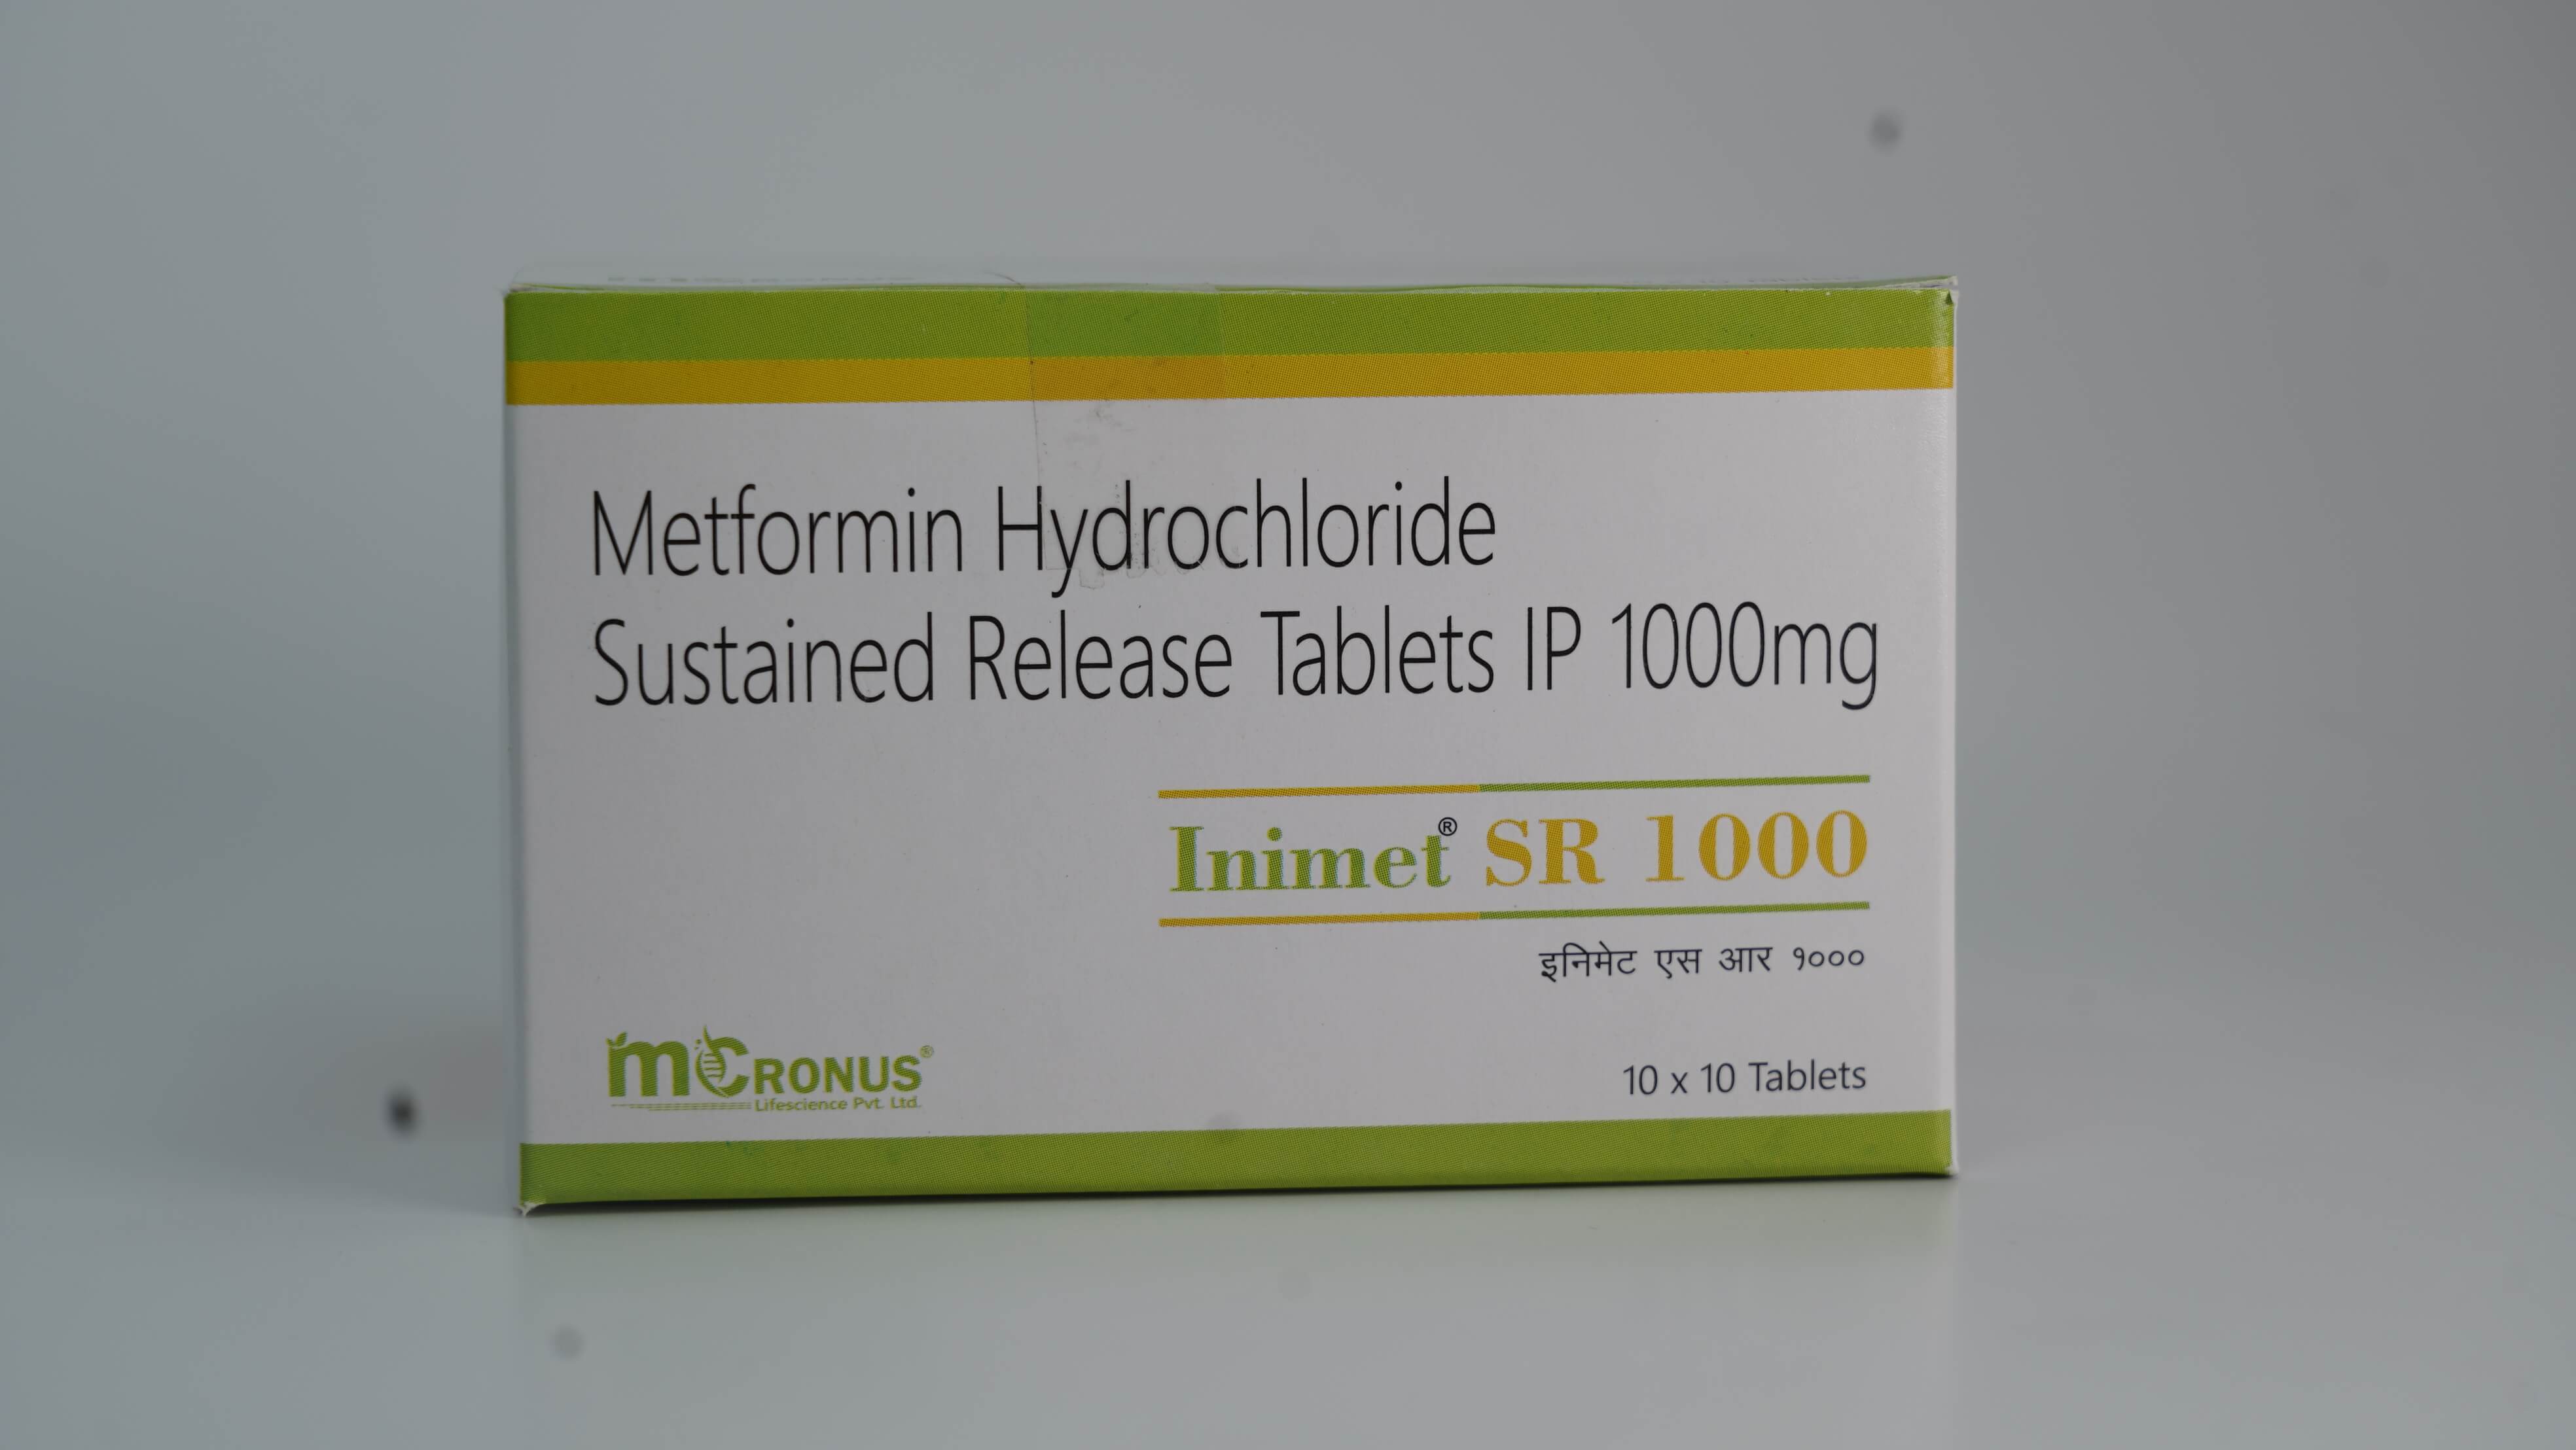 Metformin Hydrochloride
Sustained Release Tablets IP 1000mg
Inimet® SR 1000
इनिमेट एस आर १०००
mCRONUS®
Lifescience Pvt. Ltd.
10 x 10 Tablets